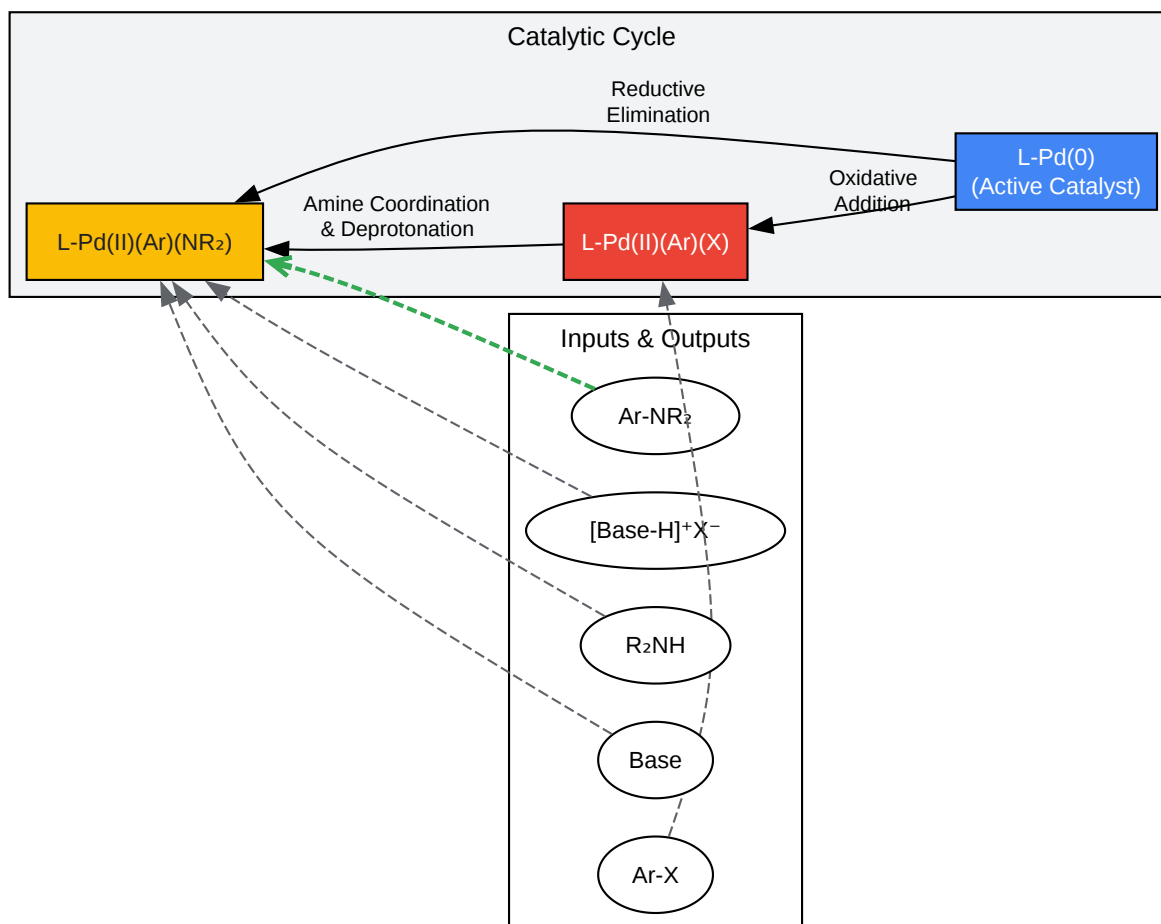 Catalytic Cycle
Reductive
Elimination
L-Pd(0)
(Active Catalyst)
Oxidative
Addition
Amine Coordination
& Deprotonation
L-Pd(II)(Ar)(NR₂)
L-Pd(II)(Ar)(X)
Inputs & Outputs
Ar-NR₂
[Base-H]⁺X⁻
R₂NH
Base
Ar-X